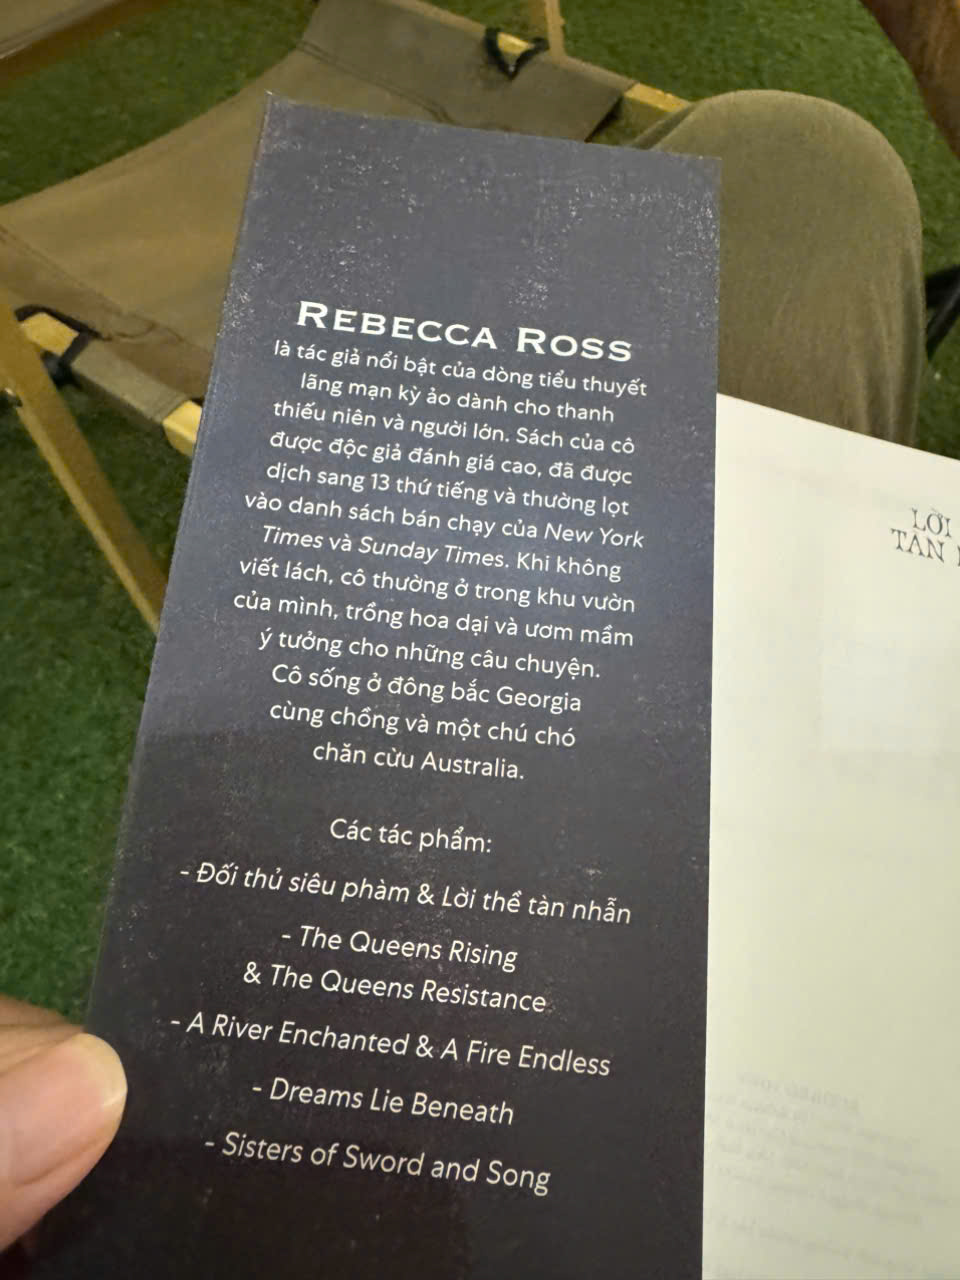 REBECCA ROSS
là tác giả nổi bật của dòng tiểu thuyết
lãng mạn kỳ ảo dành cho thanh
thiếu niên và người lớn. Sách của cô
được độc giả đánh giá cao, đã được
dịch sang 13 thứ tiếng và thường lọt
vào danh sách bán chạy của New York
Times và Sunday Times. Khi không
viết lách, cô thường ở trong khu vườn
của mình, trồng hoa dại và ươm mầm
ý tưởng cho những câu chuyện.
Cô sống ở đông bắc Georgia
cùng chồng và một chú chó
chăn cừu Australia.
Các tác phẩm:
- Đối thủ siêu phàm & Lời thề tàn nhẫn
- The Queens Rising
& The Queens Resistance
- A River Enchanted & A Fire Endless
- Dreams Lie Beneath
- Sisters of Sword and Song
LỜI
TÀN